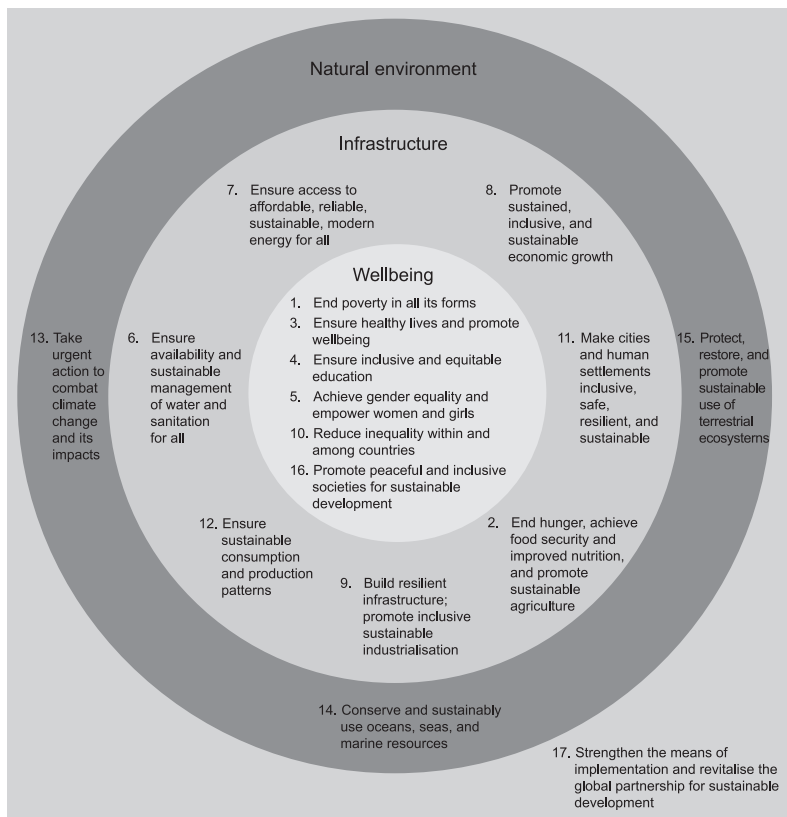 Natural environment
Infrastructure
7. Ensure access to
affordable, reliable,
sustainable, modern
energy for all
8. Promote
sustained,
inclusive, and
sustainable
economic growth
Wellbeing
1. End poverty in all its forms
3. Ensure healthy lives and promote
wellbeing
4. Ensure inclusive and equitable
education
5. Achieve gender equality and
empower women and girls
10. Reduce inequality within and
among countries
16. Promote peaceful and inclusive
societies for sustainable
development
13. Take
urgent
action to
combat
climate
change
and its
impacts
6. Ensure
availability and
sustainable
management
of water and
sanitation
for all
11. Make cities
and human
settlements
inclusive,
safe,
resilient, and
sustainable
15. Protect,
restore, and
promote
sustainable
use of
terrestrial
ecosystems
12. Ensure
sustainable
consumption
and production
patterns
9. Build resilient
infrastructure;
promote inclusive
sustainable
industrialisation
2. End hunger, achieve
food security and
improved nutrition,
and promote
sustainable
agriculture
14. Conserve and sustainably
use oceans, seas, and
marine resources
17. Strengthen the means of
implementation and revitalise the
global partnership for sustainable
development